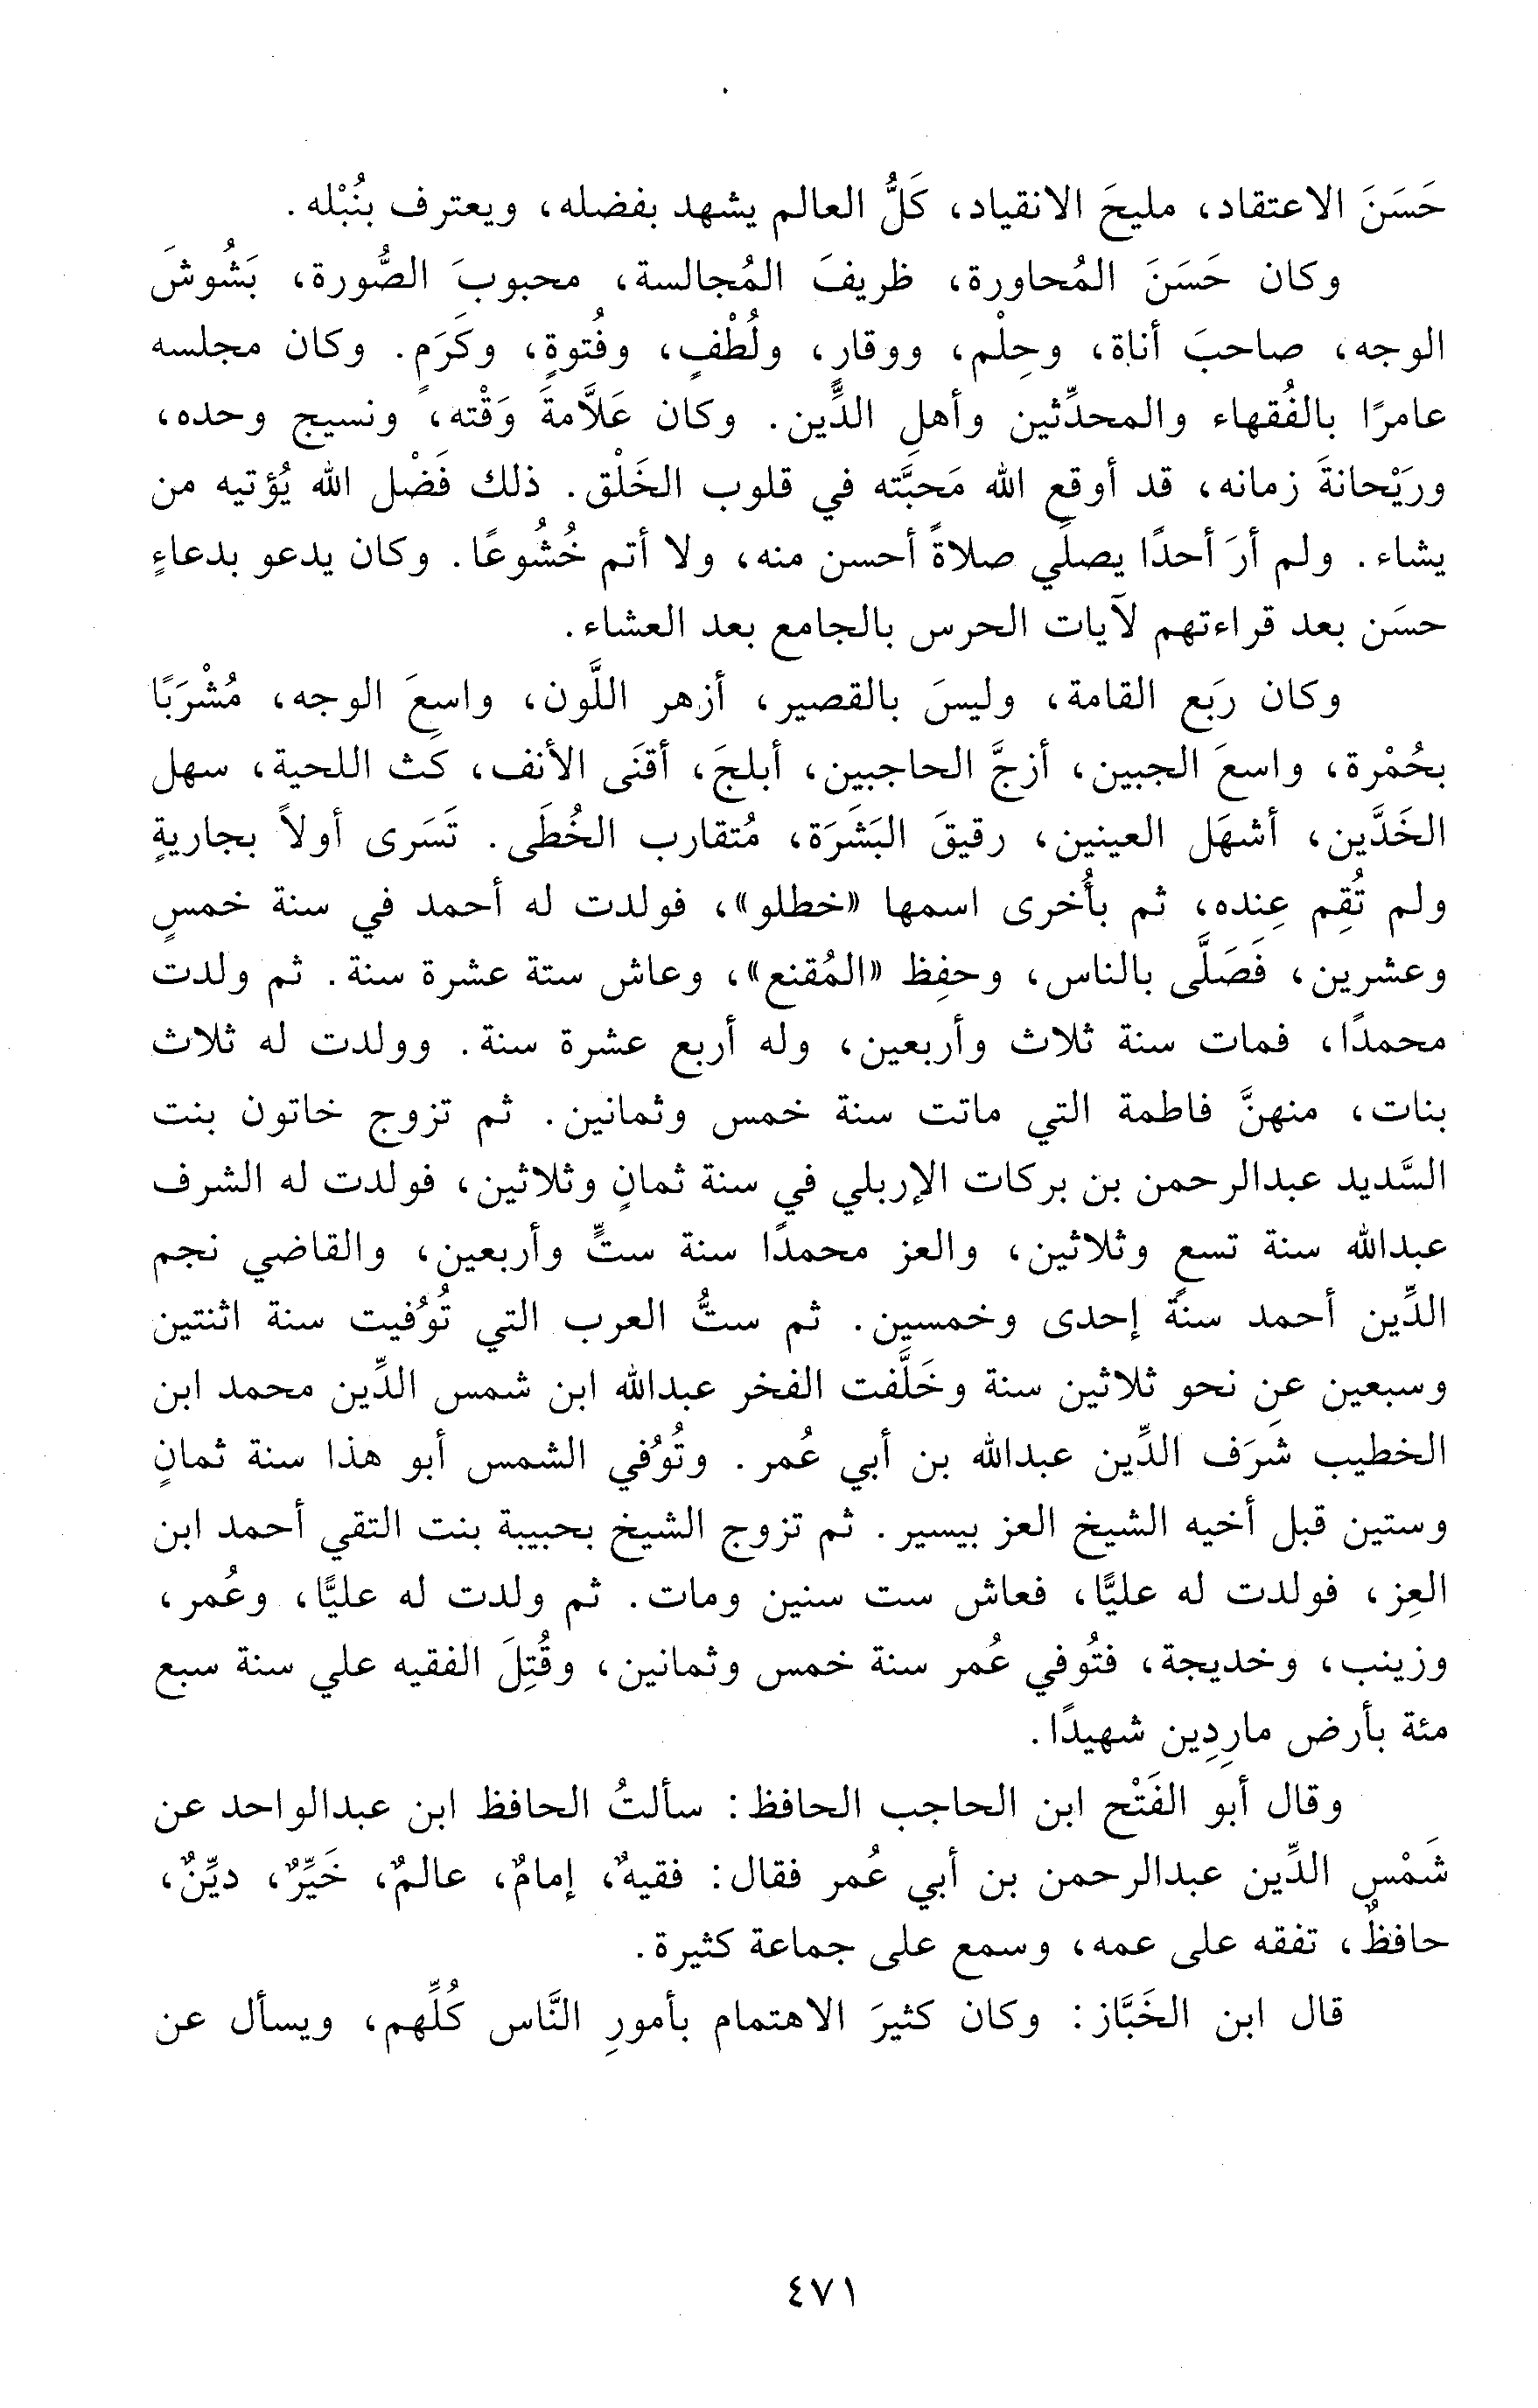 حَسَنَ الاعتقاد، مليحَ الانقياد، كَلُّ العالم يشهد بفضله، ويعترف بنُبْله.
وكان حَسَنَ المُحاورة، ظريفَ المُجالسة، محبوبَ الصُّورة، بَشُوشَ
الوجه، صاحبَ أناة، وحِلْم، ووقار، ولُطْفٍ، وفُتوةٍ، وكَرَمٍ. وكان مجلسه
عامرًا بالفُقهاء والمحدِّثين وأهلِ الدِّين. وكان عَلاَّمةَ وَقْته، ونسيج وحده،
ورَيْحانةَ زمانه، قد أوقع الله مَحبَّته في قلوب الخَلْق. ذلك فَضْل الله يُؤتيه من
يشاء. ولم أرَ أحدًا يصلي صلاةً أحسن منه، ولا أتم خُشُوعًا. وكان يدعو بدعاءٍ
حسَن بعد قراءتهم لآيات الحرس بالجامع بعد العشاء.
وكان رَبَع القامة، وليسَ بالقصير، أزهر اللَّون، واسعَ الوجه، مُشْرَبًا
بحُمْرة، واسعَ الجبين، أزجَّ الحاجبين، أبلجَ، أقنَى الأنف، كث اللحية، سهل
الخَدَّين، أشهَل العينين، رقيقَ البَشَرَة، مُتقارب الخُطَى. تَسَرى أولاً بجاريةٍ
ولم تُقِم عِنده، ثم بأُخرى اسمها «خطلو»، فولدت له أحمد في سنة خمسٍ
وعشرين، فَصَلَّى بالناس، وحفِظ «المُقنع»، وعاش ستة عشرة سنة. ثم ولدت
محمدًا، فمات سنة ثلاث وأربعين، وله أربع عشرة سنة. وولدت له ثلاث
بنات، منهنَّ فاطمة التي ماتت سنة خمس وثمانين. ثم تزوج خاتون بنت
السَّديد عبدالرحمن بن بركات الإربلي في سنة ثمانٍ وثلاثين، فولدت له الشرف
عبدالله سنة تسعٍ وثلاثين، والعز محمدًا سنة ستٍّ وأربعين، والقاضي نجم
الدِّين أحمد سنة إحدى وخمسين. ثم ستُّ العرب التي تُوُفيت سنة اثنتين
وسبعين عن نحو ثلاثين سنة وخَلَّفت الفخر عبدالله ابن شمس الدِّين محمد ابن
الخطيب شَرَف الدِّين عبدالله بن أبي عُمر. وتُوُفي الشمس أبو هذا سنة ثمانٍ
وستين قبل أخيه الشيخ العز بيسير. ثم تزوج الشيخ بحبيبة بنت التقي أحمد ابن
العِز، فولدت له عليًّا، فعاش ست سنين ومات. ثم ولدت له عليًّا، وعُمر،
وزينب، وخديجة، فتُوُفي عُمر سنة خمس وثمانين، وقُتِلَ الفقيه علي سنة سبع
مئة بأرض مارِدِين شهيدًا.
وقال أبو الفَتْح ابن الحاجب الحافظ: سألتُ الحافظ ابن عبدالواحد عن
شَمْس الدِّين عبدالرحمن بن أبي عُمر فقال: فقيهٌ، إمامٌ، عالمٌ، خَيِّرٌ، ديِّنٌ،
حافظٌ، تفقه على عمه، وسمع على جماعة كثيرة.
قال ابن الخَبَّاز: وكان كثيرَ الاهتمام بأمورِ النَّاس كُلِّهم، ويسأل عن
٤٧١